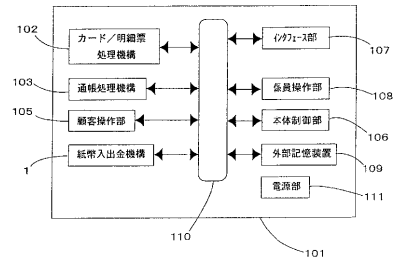 102
カード/明細票
処理機構
103
通帳処理機構
105
顧客操作部
紙幣入出金機構
1
インタフェース部
107
係員操作部
108
本体制御部
106
外部記憶装置
109
電源部
111
110
101